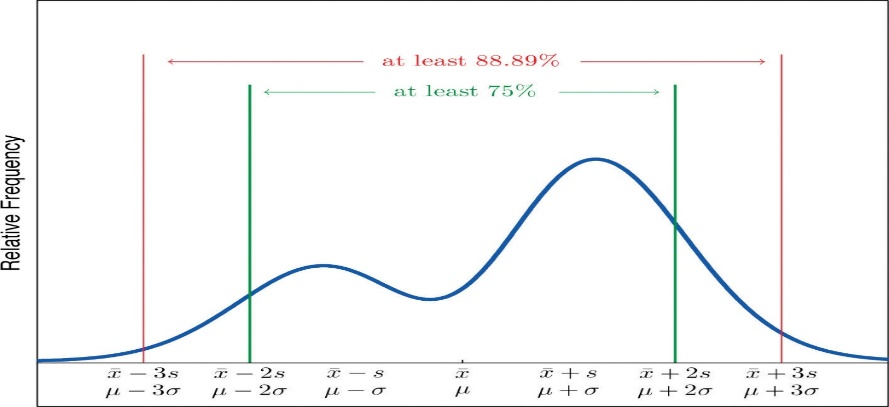 at least 88.89%
at least 75%
Relative Frequency
x̄ − 3s x̄ − 2s x̄ − s x̄ x̄ + s x̄ + 2s x̄ + 3s
μ − 3σ μ − 2σ μ − σ μ μ + σ μ + 2σ μ + 3σ